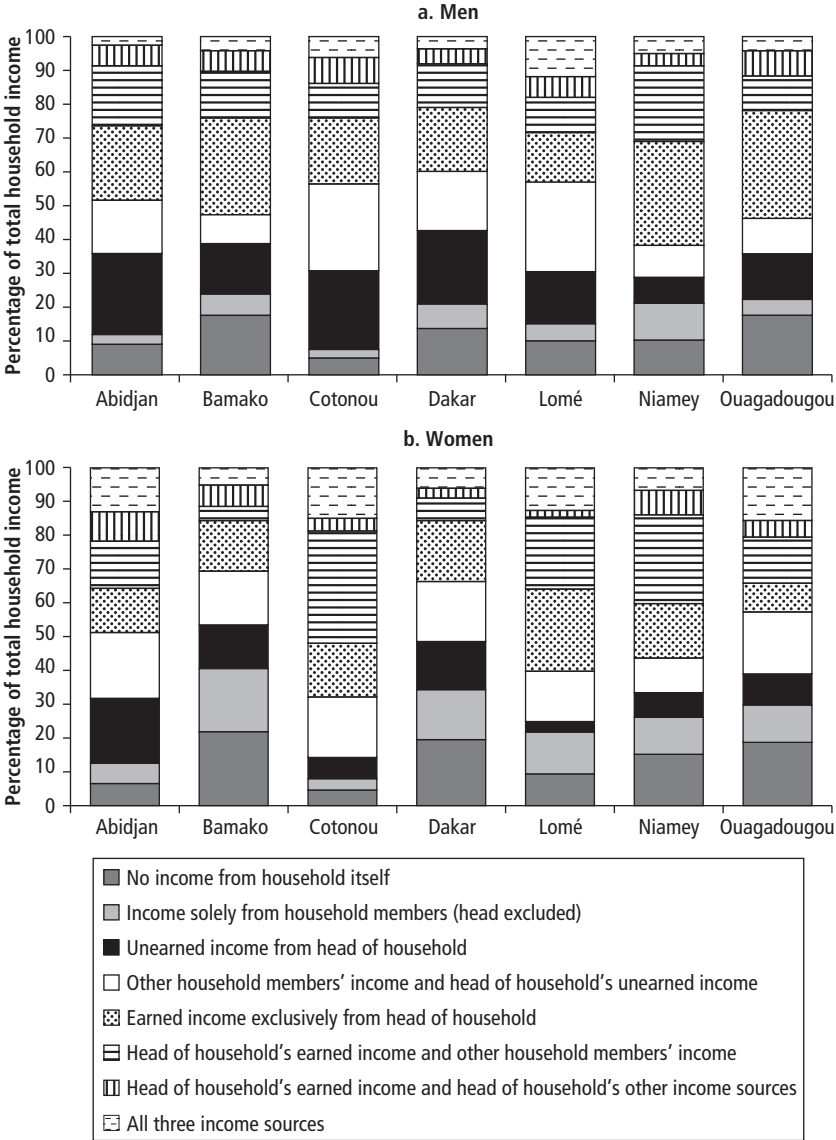 a. Men
Percentage of total household income
100
90
80
70
60
50
40
30
20
10
0
Abidjan Bamako Cotonou Dakar Lomé Niamey Ouagadougou
b. Women
Percentage of total household income
100
90
80
70
60
50
40
30
20
10
0
Abidjan Bamako Cotonou Dakar Lomé Niamey Ouagadougou
No income from household itself
Income solely from household members (head excluded)
Unearned income from head of household
Other household members' income and head of household's unearned income
Earned income exclusively from head of household
Head of household's earned income and other household members' income
Head of household's earned income and head of household's other income sources
All three income sources